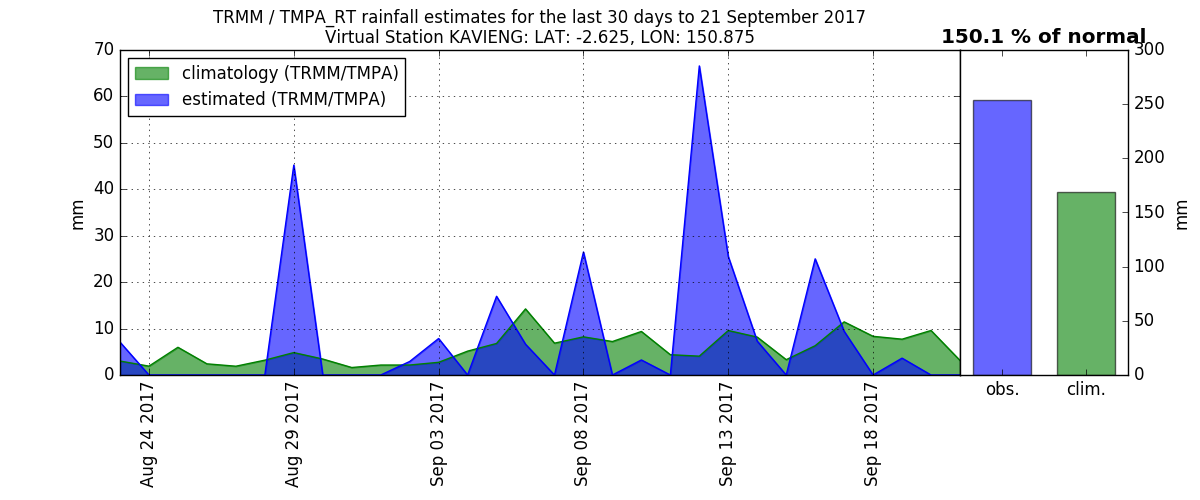 TRMM / TMPA_RT rainfall estimates for the last 30 days to 21 September 2017
Virtual Station KAVIENG: LAT: -2.625, LON: 150.875
150.1 % of normal
climatology (TRMM/TMPA)
estimated (TRMM/TMPA)
70
60
50
40
30
20
10
0
mm
Aug 24 2017
Aug 29 2017
Sep 03 2017
Sep 08 2017
Sep 13 2017
Sep 18 2017
300
250
200
150
100
50
0
mm
obs.
clim.